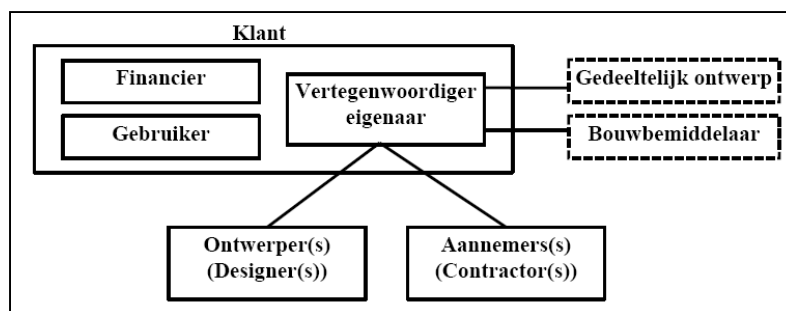 Klant
Financier
Gebruiker
Vertegenwoordiger
eigenaar
Gedeeltelijk ontwerp
Bouwbemiddelaar
Ontwerper(s)
(Designer(s))
Aannemers(s)
(Contractor(s))